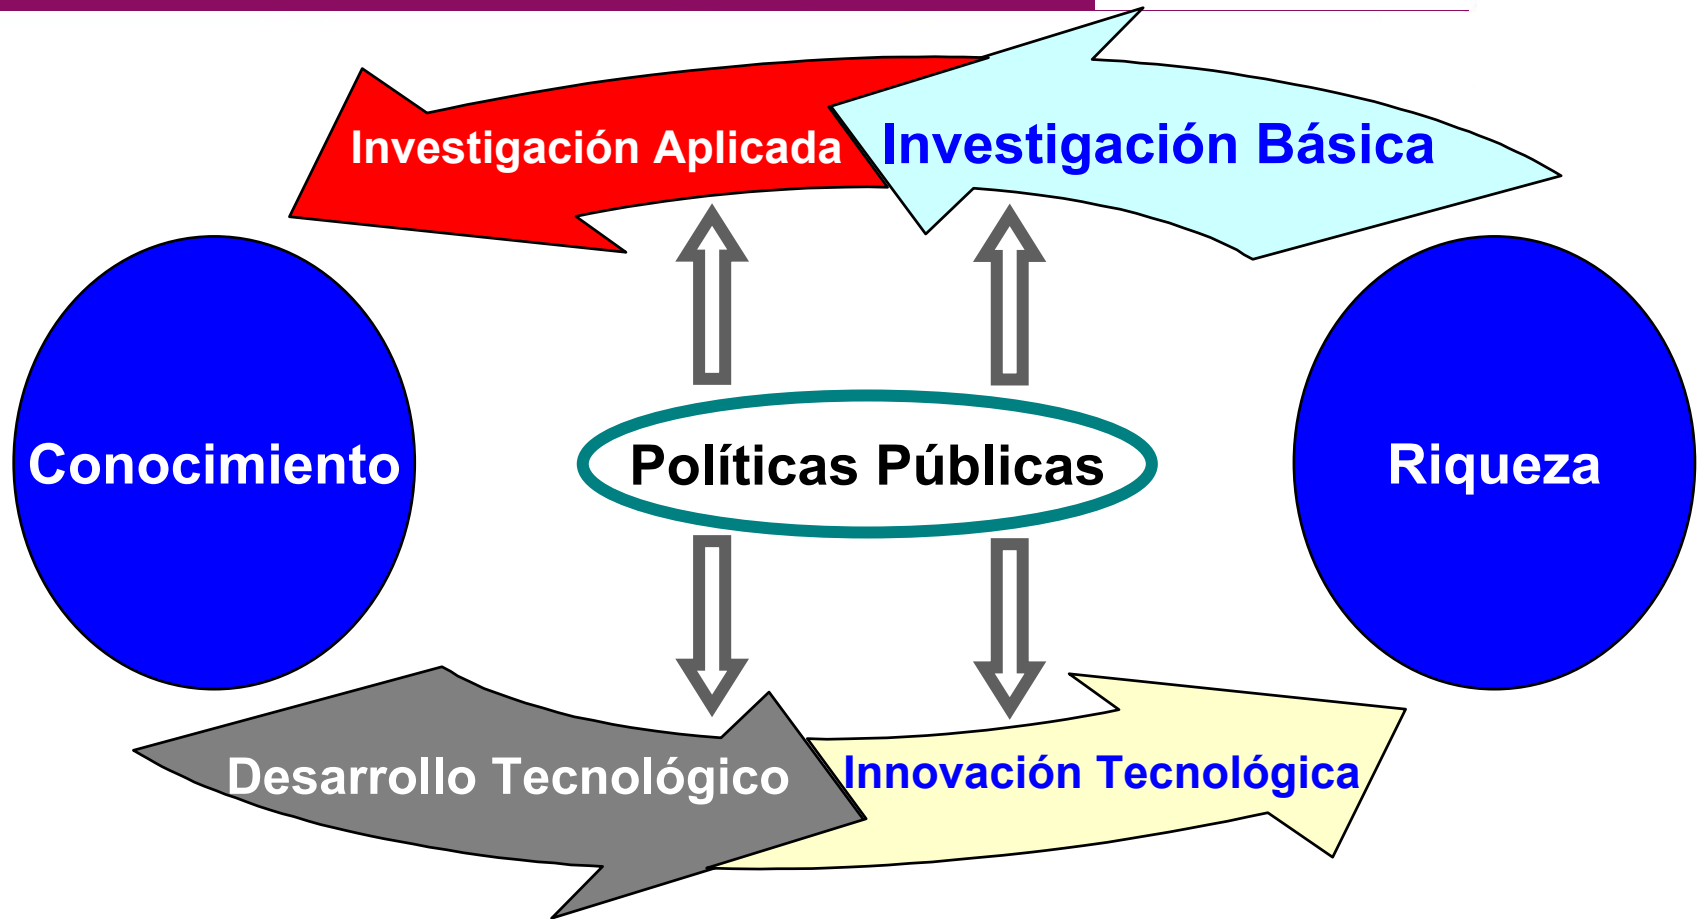 Investigación Aplicada
Investigación Básica
Conocimiento
Políticas Públicas
Riqueza
Desarrollo Tecnológico
Innovación Tecnológica